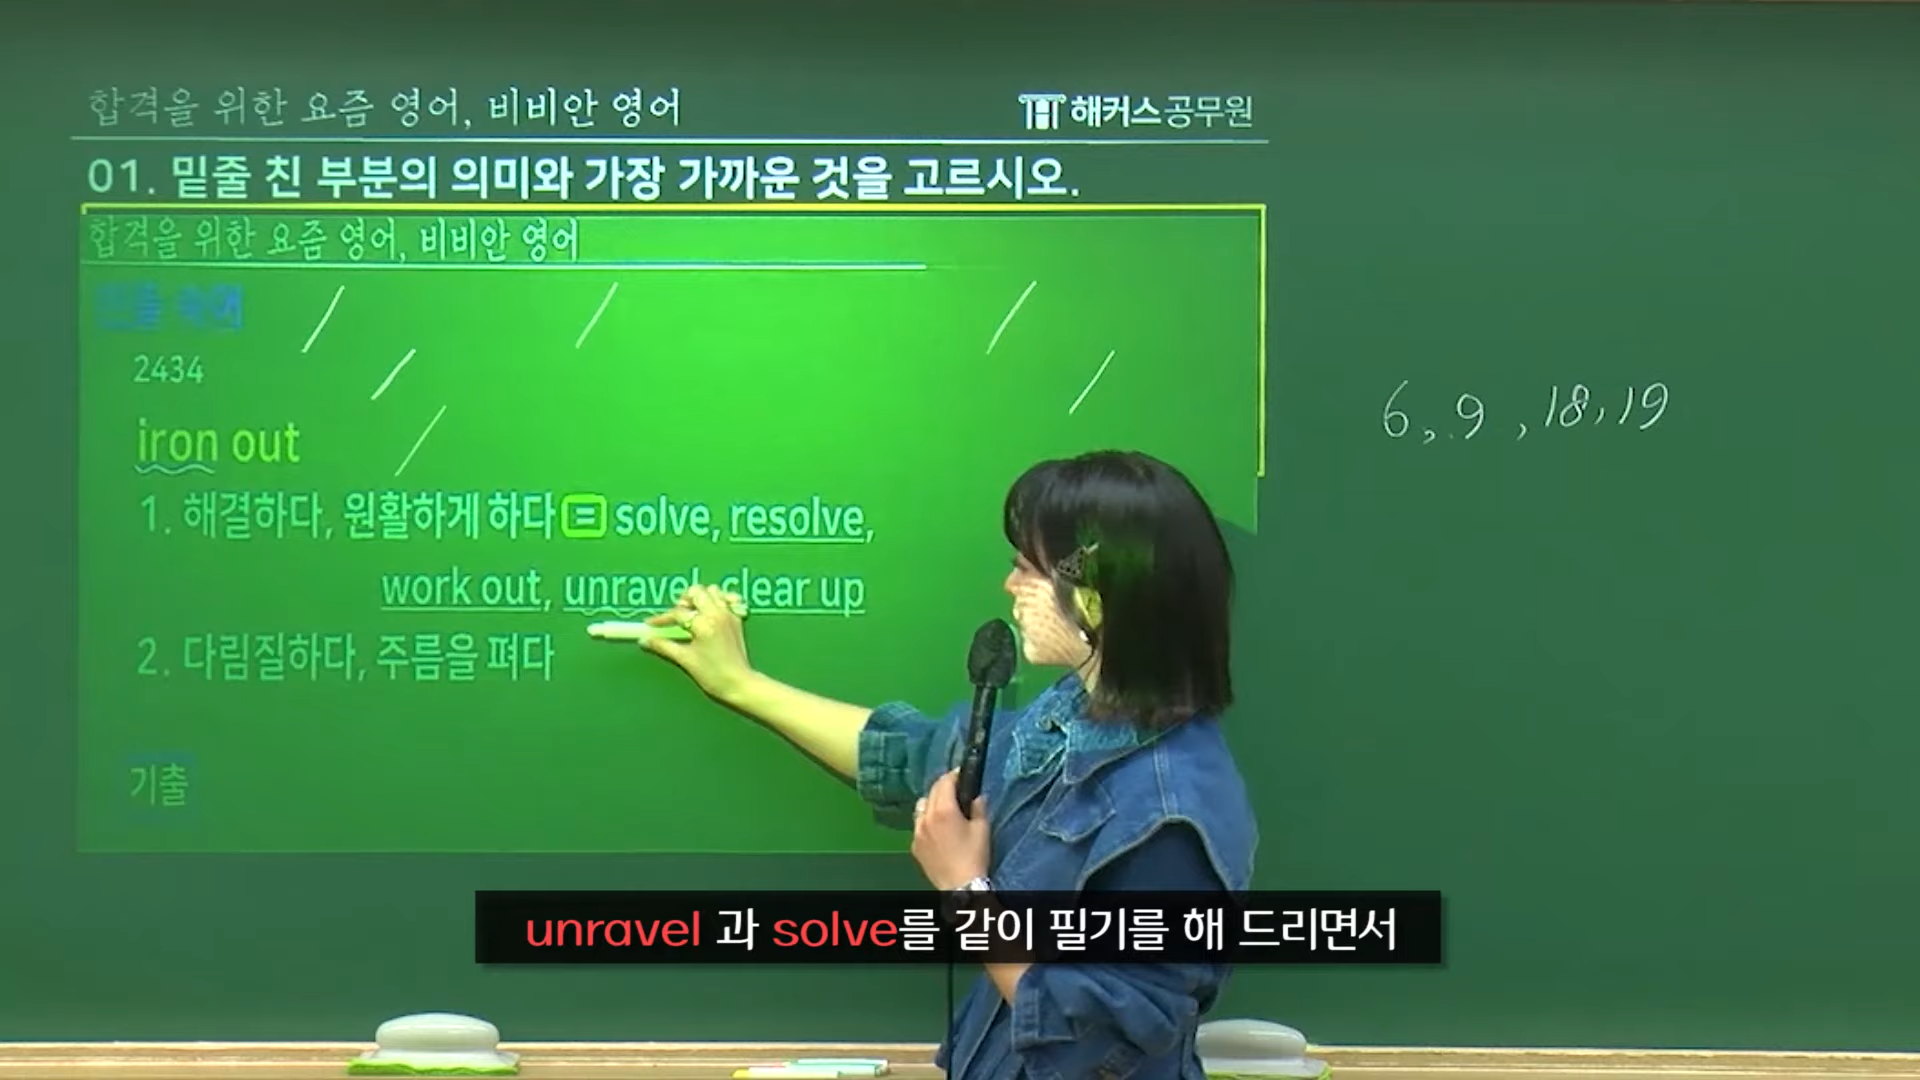 합격을 위한 요즘 영어, 비비안 영어
해커스공무원
01. 밑줄 친 부분의 의미와 가장 가까운 것을 고르시오.
합격을 위한 요즘 영어, 비비안 영어
2434
iron out
1. 해결하다, 원활하게 하다 = solve, resolve,
work out, unravel, clear up
2. 다림질하다, 주름을 펴다
기출
6, 9, 18, 19
unravel 과 solve를 같이 필기를 해 드리면서